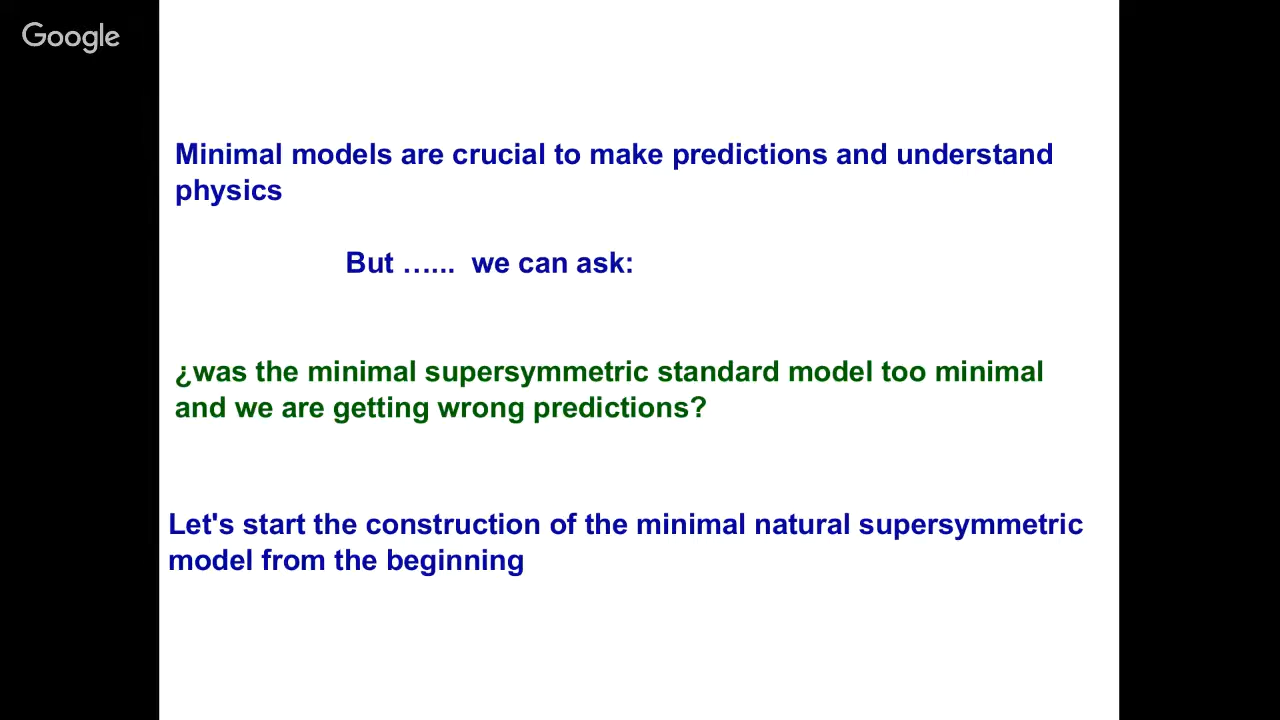 Google
Minimal models are crucial to make predictions and understand
physics
But …... we can ask:
¿was the minimal supersymmetric standard model too minimal
and we are getting wrong predictions?
Let's start the construction of the minimal natural supersymmetric
model from the beginning